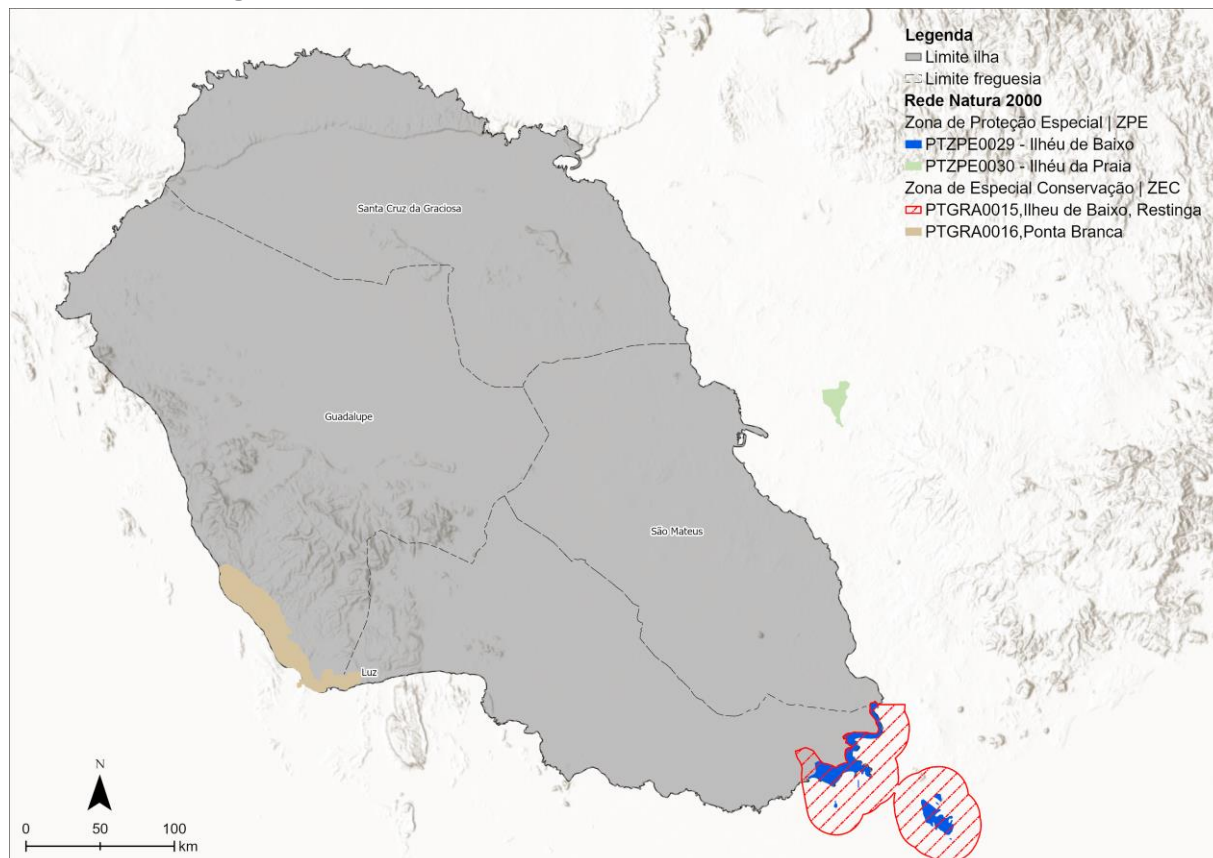 Legenda
Limite ilha
Limite freguesia
Rede Natura 2000
Zona de Proteção Especial | ZPE
PTZPE0029 - Ilhéu de Baixo
PTZPE0030 - Ilhéu da Praia
Zona de Especial Conservação | ZEC
PTGRA0015,Ilheu de Baixo, Restinga
PTGRA0016,Ponta Branca
Santa Cruz da Graciosa
Guadalupe
São Mateus
Luz
N
0 50 100
km